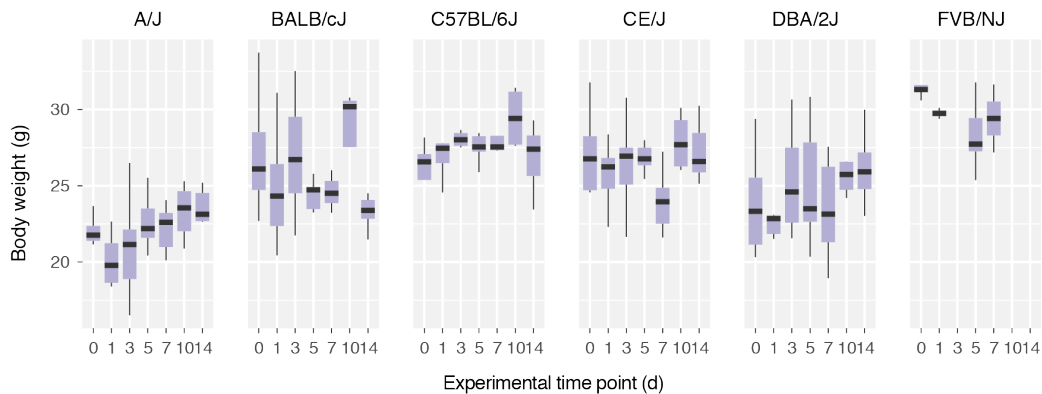 A/J BALB/cJ C57BL/6J CE/J DBA/2J FVB/NJ
30
25
20
Body weight (g)
0 1 3 5 7 10 14 0 1 3 5 7 10 14 0 1 3 5 7 10 14 0 1 3 5 7 10 14 0 1 3 5 7 10 14 0 1 3 5 7 10 14
Experimental time point (d)